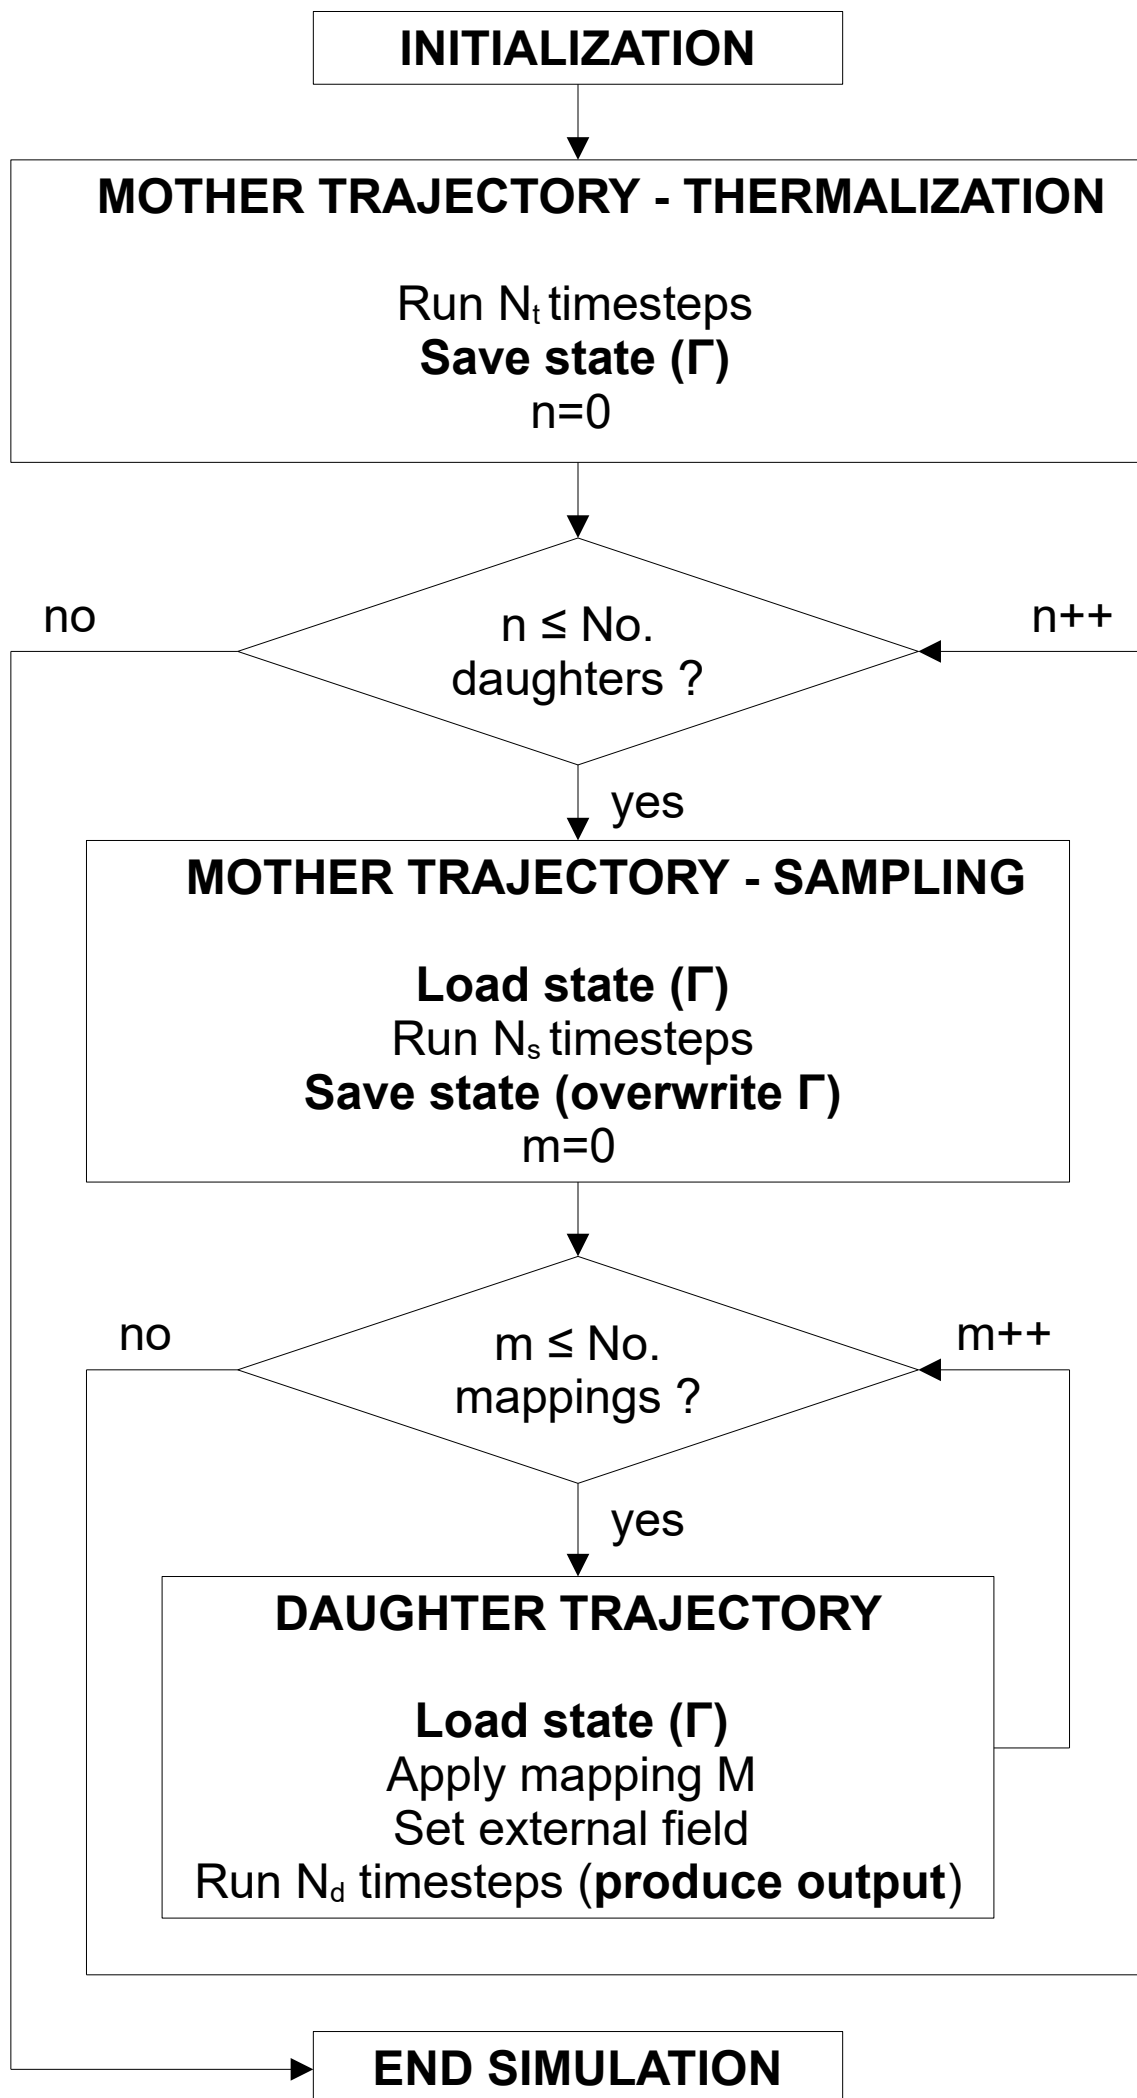 INITIALIZATION
MOTHER TRAJECTORY - THERMALIZATION
Run Nₜ timesteps
Save state (Γ)
n=0
n ≤ No.
daughters ?
no
n++
yes
MOTHER TRAJECTORY - SAMPLING
Load state (Γ)
Run Nₛ timesteps
Save state (overwrite Γ)
m=0
m ≤ No.
mappings ?
no
m++
yes
DAUGHTER TRAJECTORY
Load state (Γ)
Apply mapping M
Set external field
Run N_d timesteps (produce output)
END SIMULATION